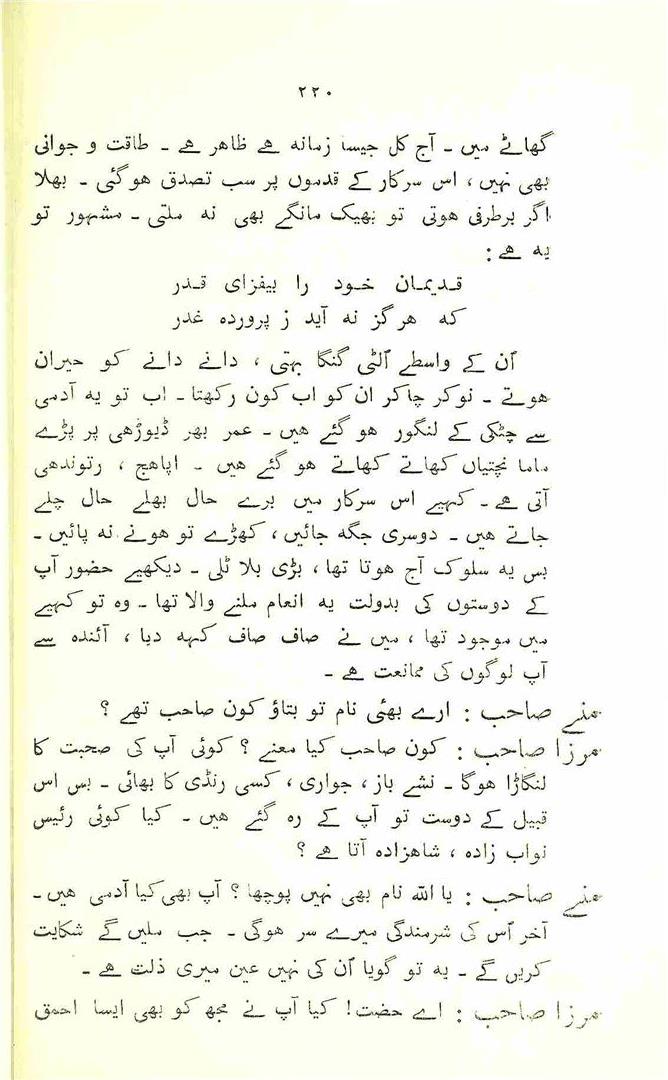 ۲۲۰
گھاٹے میں ۔ آج کل جیسا زمانہ ہے ظاہر ہے ۔ طاقت و جوانی
بھی نہیں ، اس سرکار کے قدموں پر سب تصدق ہوگئی ۔ بھلا
اگر برطرفی ہوتی تو بھیک مانگے بھی نہ ملتی ۔ مشہور تو
یہ ہے :
قدیمان خود را بیفزای قدر
کہ ہرگز نہ آید ز پروردہ غدر
اُن کے واسطے اُلٹی گنگا بہتی ، دانے دانے کو حیران
ہوتے ۔ نوکر چاکر ان کو اب کون رکھتا ۔ اب تو یہ آدمی
سے چٹکی کے لنگور ہو گئے ہیں ۔ عمر بھر ڈیوڑھی پر پڑے
ماما نچتیاں کھاتے کھاتے ہو گئے ہیں ۔ اپاہج ، رتوندھی
آتی ہے ۔ کہیے اس سرکار میں برے حال بھلے حال چلے
جاتے ہیں ۔ دوسری جگہ جائیں ، کھڑے تو ہونے نہ پائیں ۔
بس یہ سلوک آج ہوتا تھا ، بڑی بلا ٹلی ۔ دیکھیے حضور آپ
کے دوستوں کی بدولت یہ انعام ملنے والا تھا ۔ وہ تو کہیے
میں موجود تھا ، میں نے صاف صاف کہہ دیا ، آئندہ سے
آپ لوگوں کی ممانعت ہے ۔
منے صاحب : ارے بھئی نام تو بتاؤ کون صاحب تھے ؟
مرزا صاحب : کون صاحب کیا معنے ؟ کوئی آپ کی صحبت کا
لنگاڑا ہوگا ۔ نشے باز ، جواری ، کسی رنڈی کا بھائی ۔ بس اس
قبیل کے دوست تو آپ کے رہ گئے ہیں ۔ کیا کوئی رئیس
نواب زادہ ، شاہزادہ آتا ہے ؟
منے صاحب : یا اللہ نام بھی نہیں پوچھا ؟ آپ بھی کیا آدمی ہیں ۔
آخر اُس کی شرمندگی میرے سر ہوگی ۔ جب ملیں گے شکایت
کریں گے ۔ یہ تو گویا اُن کی نہیں عین میری ذلت ہے ۔
مرزا صاحب : اے حضت ! کیا آپ نے مجھ کو بھی ایسا احمق